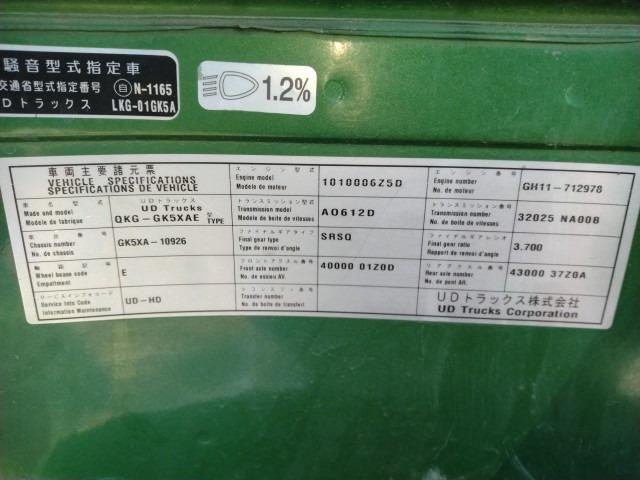 騒音型式指定車
交通省型式指定番号 自 N-1165
UDトラックス LKG-01GK5A
1.2%
車両主要諸元票
VEHICLE SPECIFICATIONS
SPECIFICATIONS DE VEHICLE
車名型式
Made and model
Modele de fabrique
UDトラックス
UD Trucks
QKG-GK5XAE 型 TYPE
車台番号
Chassis number
No. de chassis
GK5XA-10926
軸距記号
Wheel base code
Empattment
E
サービスインフォコード
Service Info Code
Information Maintenance
UD-HD
エンジン型式
Engine model
Modele de moteur
1010006Z5D
トランスミッション型式
Transmission model
Modele de boite de vitesses
AO612D
ファイナルギアタイプ
Final gear type
Type de renvoi d'angle
SRSO
フロントアクスル番号
Front axle number
No. de essieu AV.
40000 01Z0D
トランスファ番号
Transfer number
No. de boite de transfert
エンジン番号
Engine number
No. de moteur
GH11-712978
トランスミッション番号
Transmission number
No. de boite de vitesses
32025 NA00B
ファイナルギアレシオ
Final gear ratio
Rapport de renvoi d'angle
3.700
リアアクスル番号
Rear axle number
No. de pont AR.
43000 37Z0A
UDトラックス株式会社
UD Trucks Corporation